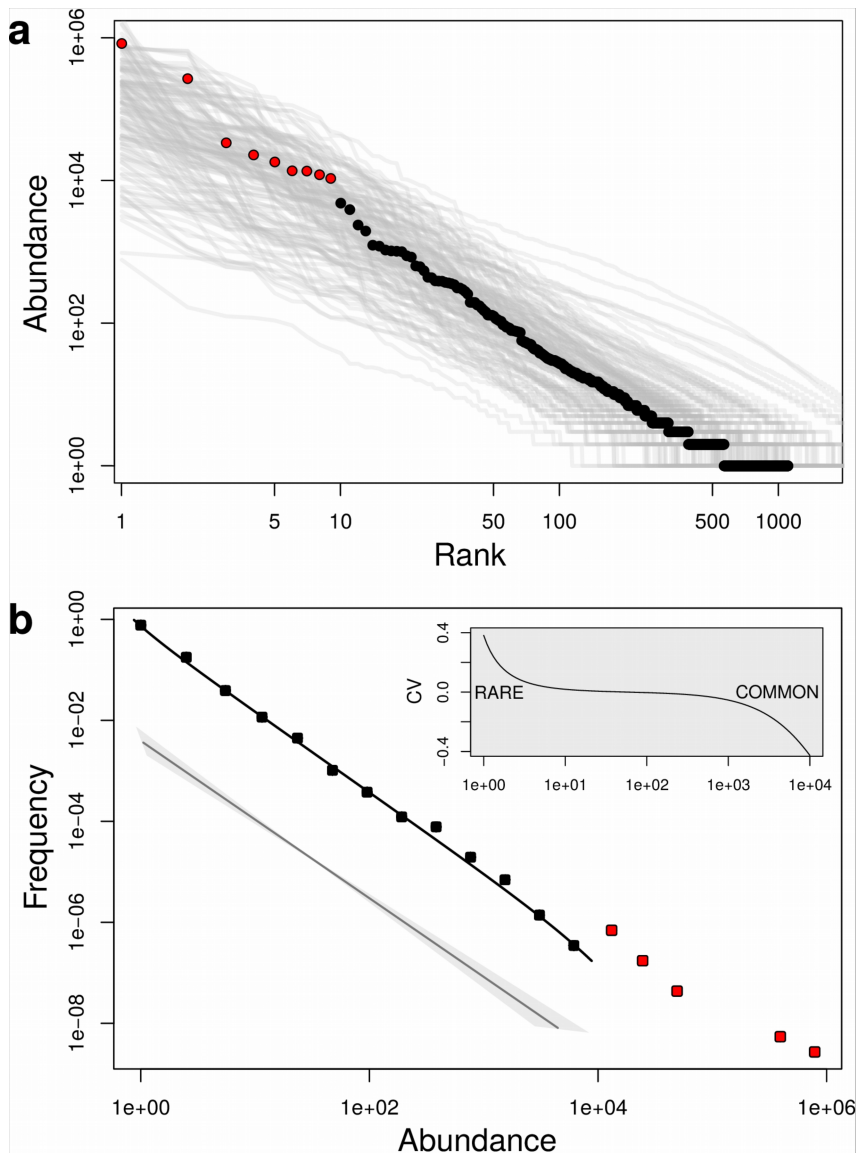 a
1e+06
1e+04
1e+02
1e+00
Abundance
1 5 10 50 100 500 1000
Rank
b
1e+00
1e−02
1e−04
1e−06
1e−08
Frequency
0.4
0.0
−0.4
CV
RARE COMMON
1e+00 1e+01 1e+02 1e+03 1e+04
1e+00 1e+02 1e+04 1e+06
Abundance